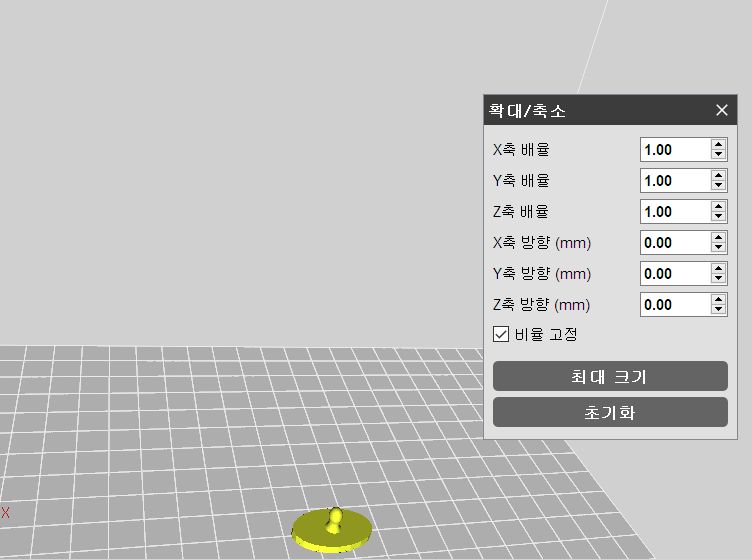 확대/축소
X축 배율 1.00
Y축 배율 1.00
Z축 배율 1.00
X축 방향 (mm) 0.00
Y축 방향 (mm) 0.00
Z축 방향 (mm) 0.00
비율 고정
최대 크기
초기화
X